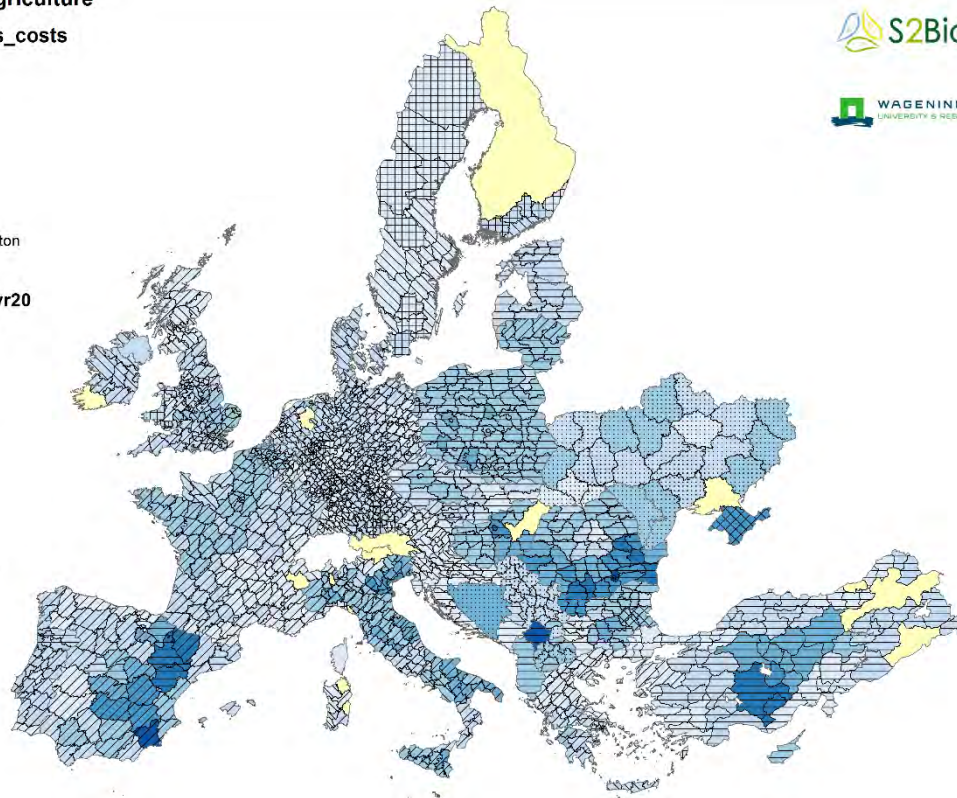 griculture
s_costs
S2Bio
WAGENIN
UNIVERSITY & RES
ton
yr20